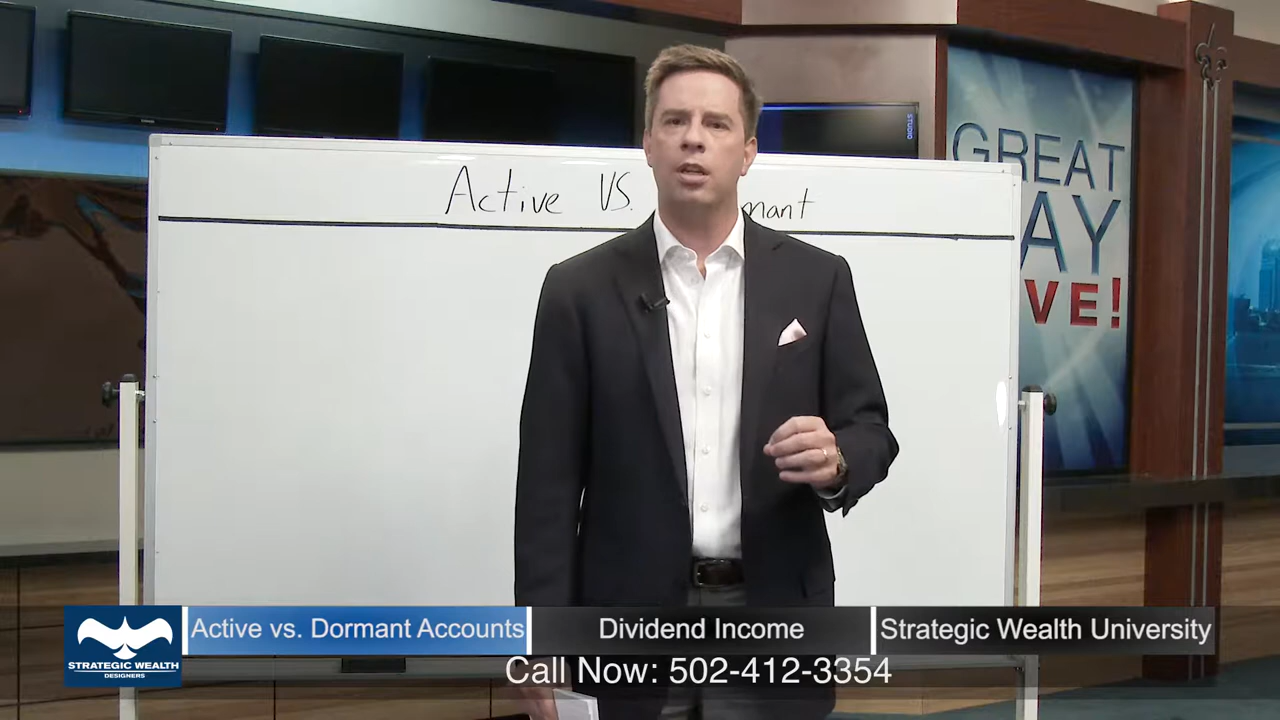 STUDIO
GREAT
AY
VE!
Active VS. mant
STRATEGIC WEALTH
DESIGNERS
Active vs. Dormant Accounts
Dividend Income
Strategic Wealth University
Call Now: 502-412-3354